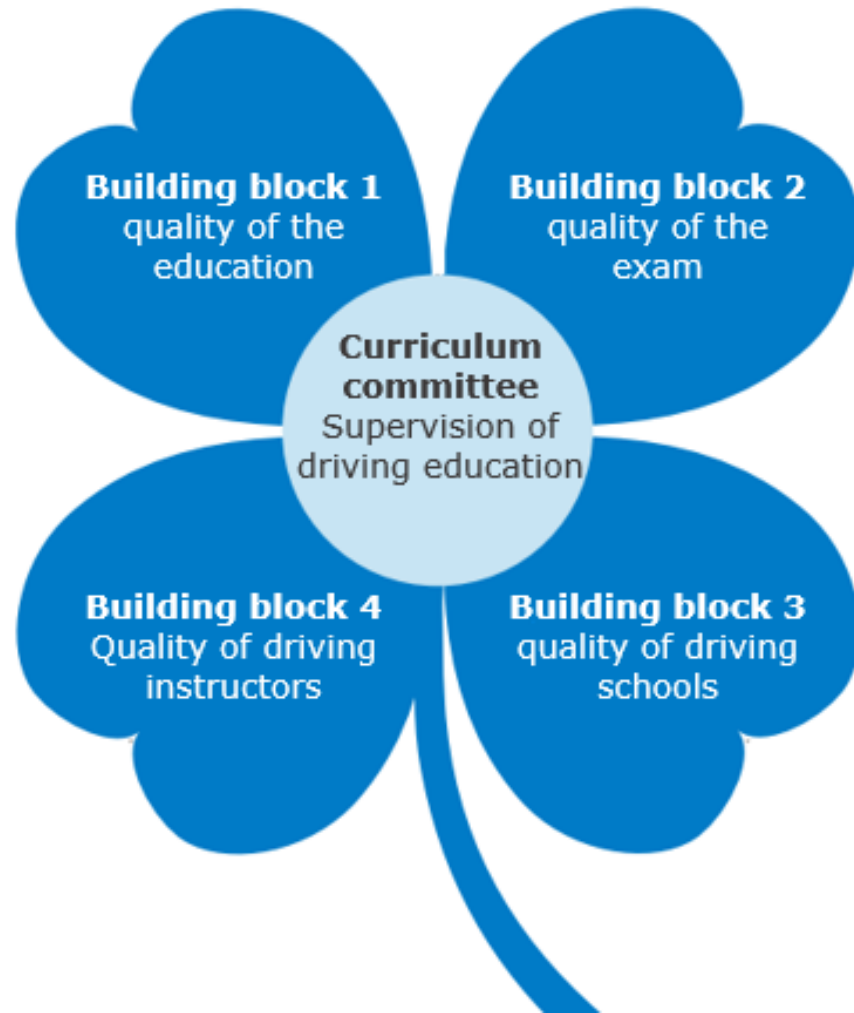 Building block 1
quality of the
education
Building block 2
quality of the
exam
Curriculum
committee
Supervision of
driving education
Building block 4
Quality of driving
instructors
Building block 3
quality of driving
schools